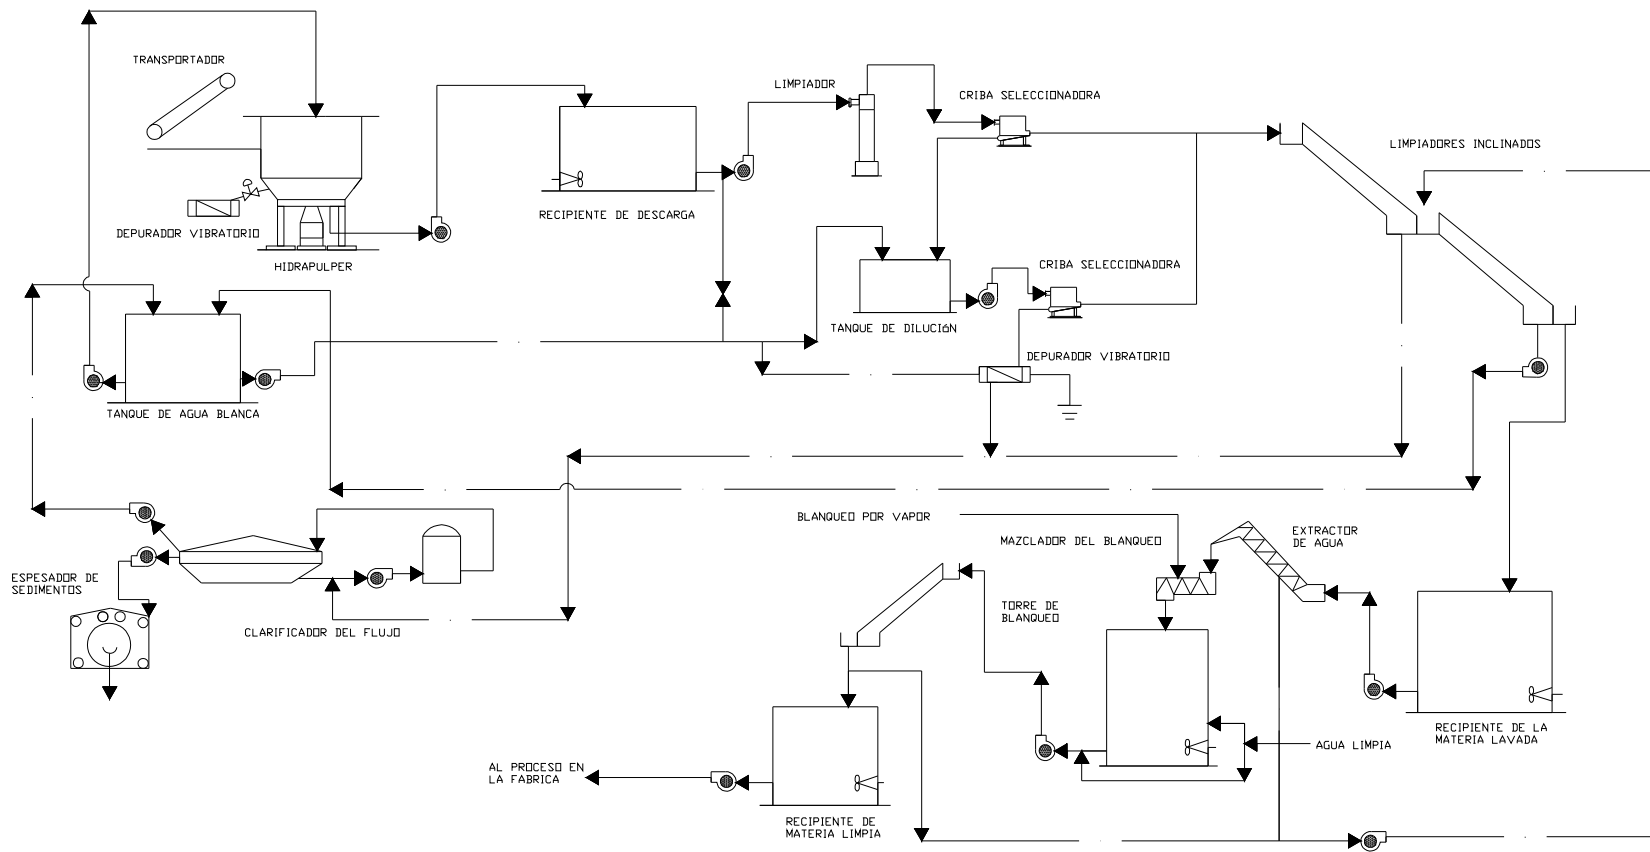 TRANSPORTADOR
LIMPIADOR
CRIBA SELECCIONADORA
LIMPIADORES INCLINADOS
RECIPIENTE DE DESCARGA
DEPURADOR VIBRATORIO
HIDRAPULPER
CRIBA SELECCIONADORA
TANQUE DE DILUCIóN
DEPURADOR VIBRATORIO
TANQUE DE AGUA BLANCA
BLANQUEO POR VAPOR
MAZCLADOR DEL BLANQUEO
EXTRACTOR
DE AGUA
ESPESADOR DE
SEDIMENTOS
TORRE DE
BLANQUEO
CLARIFICADOR DEL FLUJO
RECIPIENTE DE LA
MATERIA LAVADA
AGUA LIMPIA
AL PROCESO EN
LA FABRICA
RECIPIENTE DE
MATERIA LIMPIA